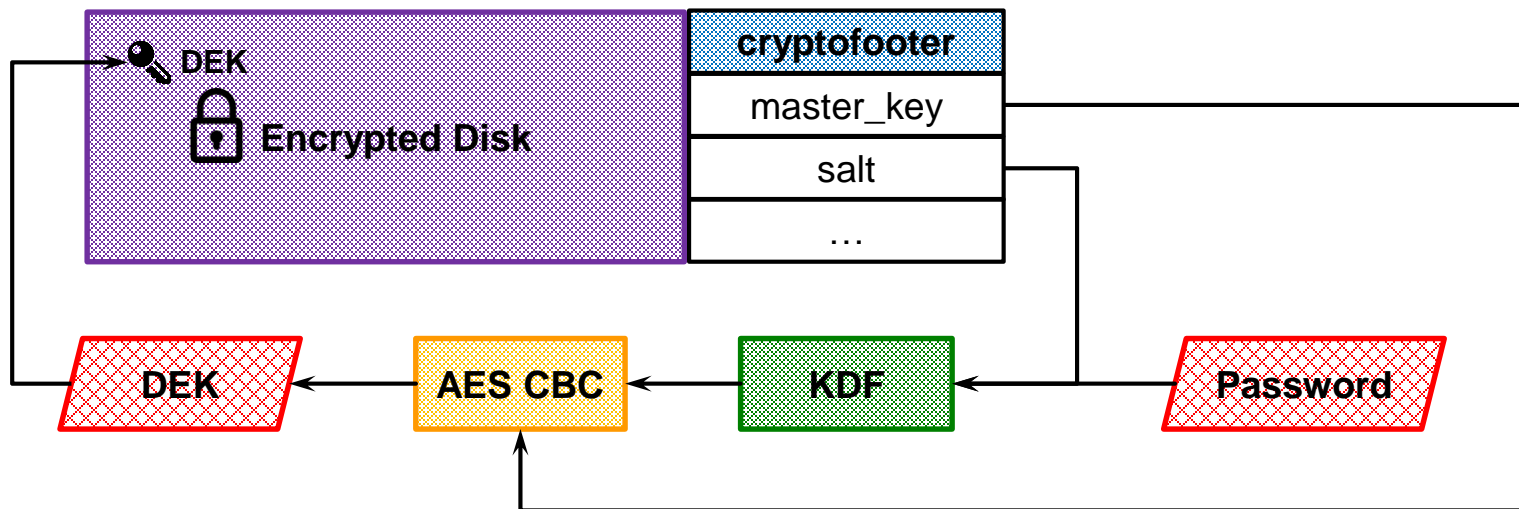 DEK
Encrypted Disk
cryptofooter
master_key
salt
…
DEK
AES CBC
KDF
Password